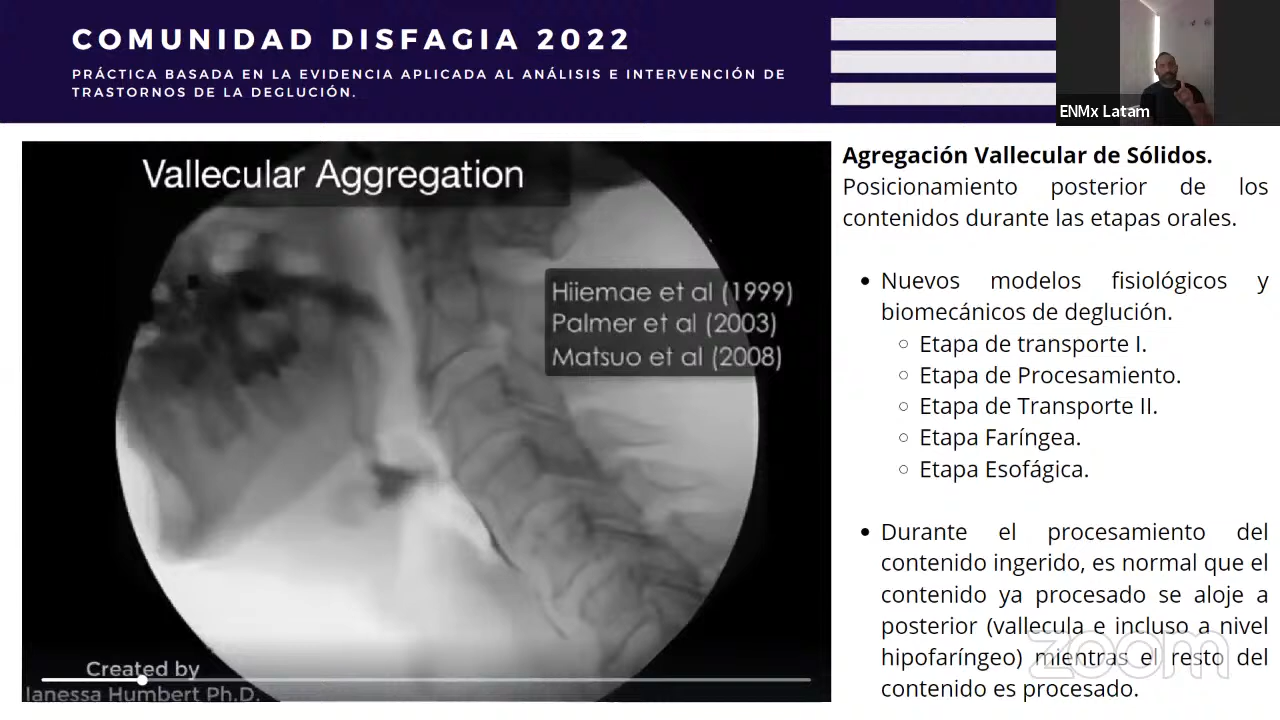 COMUNIDAD DISFAGIA 2022
PRÁCTICA BASADA EN LA EVIDENCIA APLICADA AL ANÁLISIS E INTERVENCIÓN DE
TRASTORNOS DE LA DEGLUCIÓN.
ENMx Latam
Vallecular Aggregation
Hiiemae et al (1999)
Palmer et al (2003)
Matsuo et al (2008)
Created by
Ianessa Humbert Ph.D.
Agregación Vallecular de Sólidos.
Posicionamiento posterior de los
contenidos durante las etapas orales.
• Nuevos modelos fisiológicos y
biomecánicos de deglución.
○ Etapa de transporte I.
○ Etapa de Procesamiento.
○ Etapa de Transporte II.
○ Etapa Faríngea.
○ Etapa Esofágica.
• Durante el procesamiento del
contenido ingerido, es normal que el
contenido ya procesado se aloje a
posterior (vallecula e incluso a nivel
hipofaríngeo) mientras el resto del
contenido es procesado.
zoom